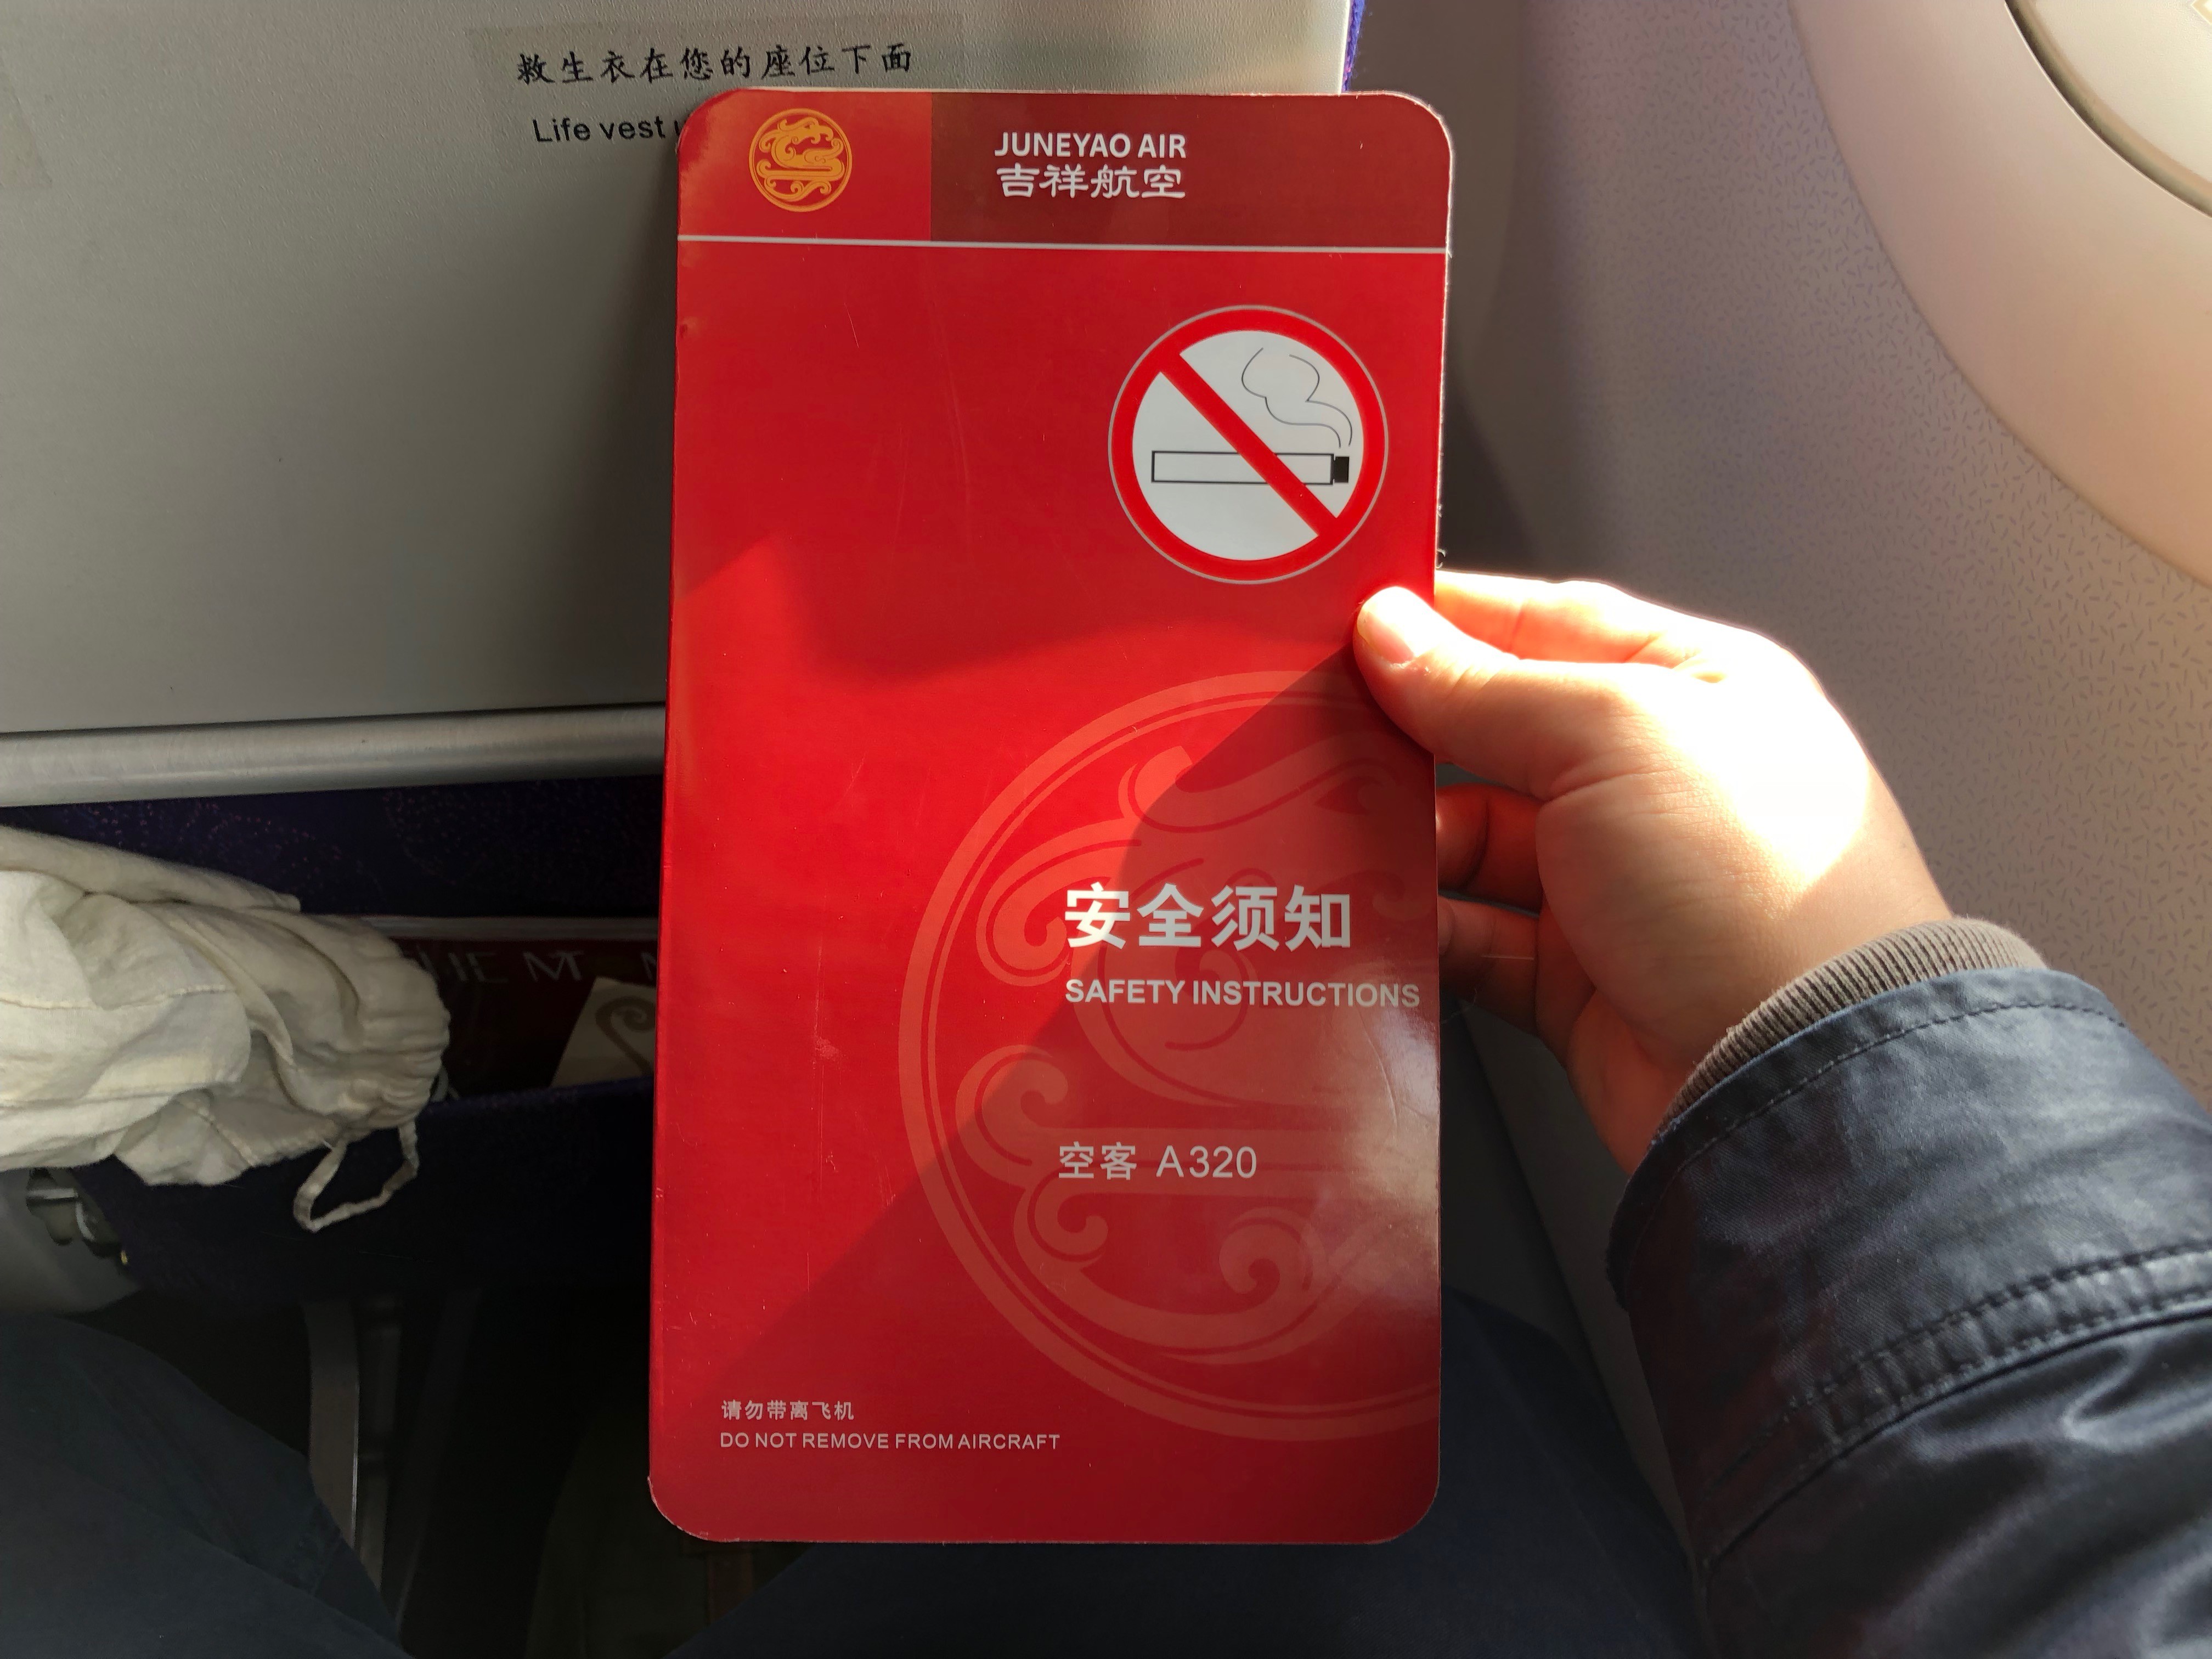 救生衣在您的座位下面
Life vest
JUNEYAO AIR
吉祥航空
安全须知
SAFETY INSTRUCTIONS
空客 A320
请勿带离飞机
DO NOT REMOVE FROM AIRCRAFT